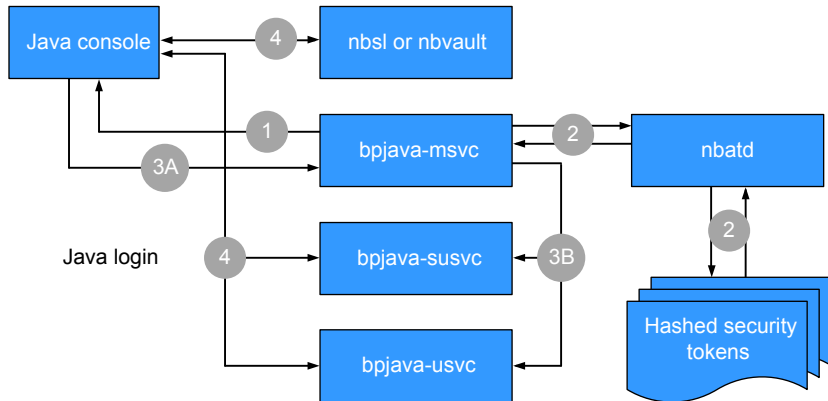 Java console
4
nbsl or nbvault
1
bpjava-msvc
2
nbatd
3A
2
Java login
4
bpjava-susvc
3B
bpjava-usvc
Hashed security
tokens